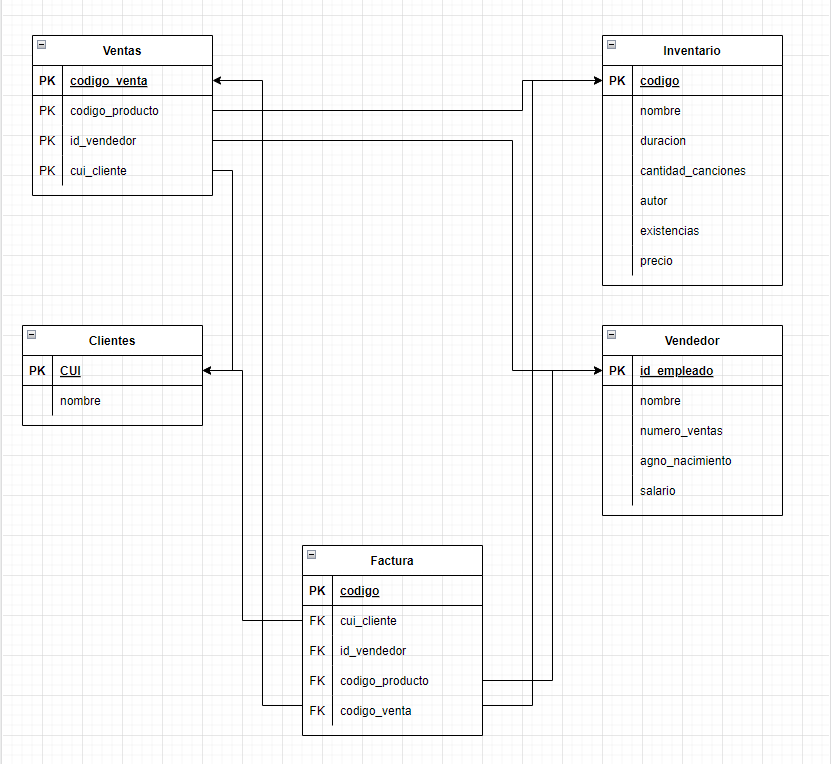 Ventas
PK codigo_venta
PK codigo_producto
PK id_vendedor
PK cui_cliente
Inventario
PK codigo
nombre
duracion
cantidad_canciones
autor
existencias
precio
Clientes
PK CUI
nombre
Vendedor
PK id_empleado
nombre
numero_ventas
agno_nacimiento
salario
Factura
PK codigo
FK cui_cliente
FK id_vendedor
FK codigo_producto
FK codigo_venta